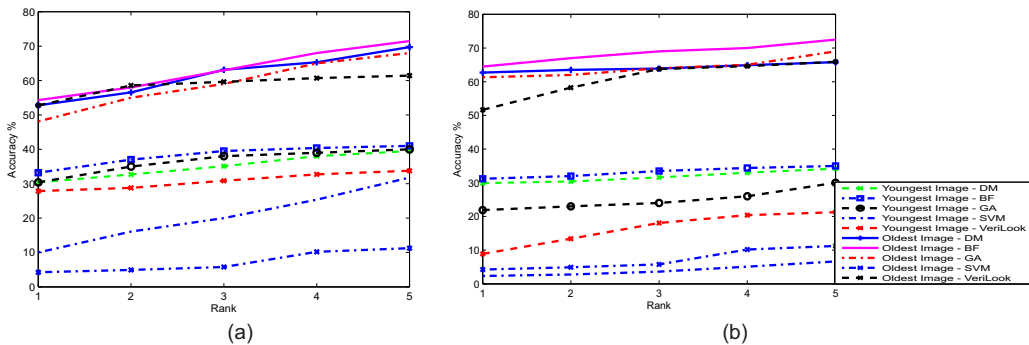 80
70
60
50
40
30
20
10
0
Accuracy %
1 2 3 4 5
Rank
(a)
80
70
60
50
40
30
20
10
0
Accuracy %
1 2 3 4 5
Rank
(b)
Youngest Image - DM
Youngest Image - BF
Youngest Image - GA
Youngest Image - SVM
Youngest Image - VeriLook
Oldest Image - DM
Oldest Image - BF
Oldest Image - GA
Oldest Image - SVM
Oldest Image - VeriLook